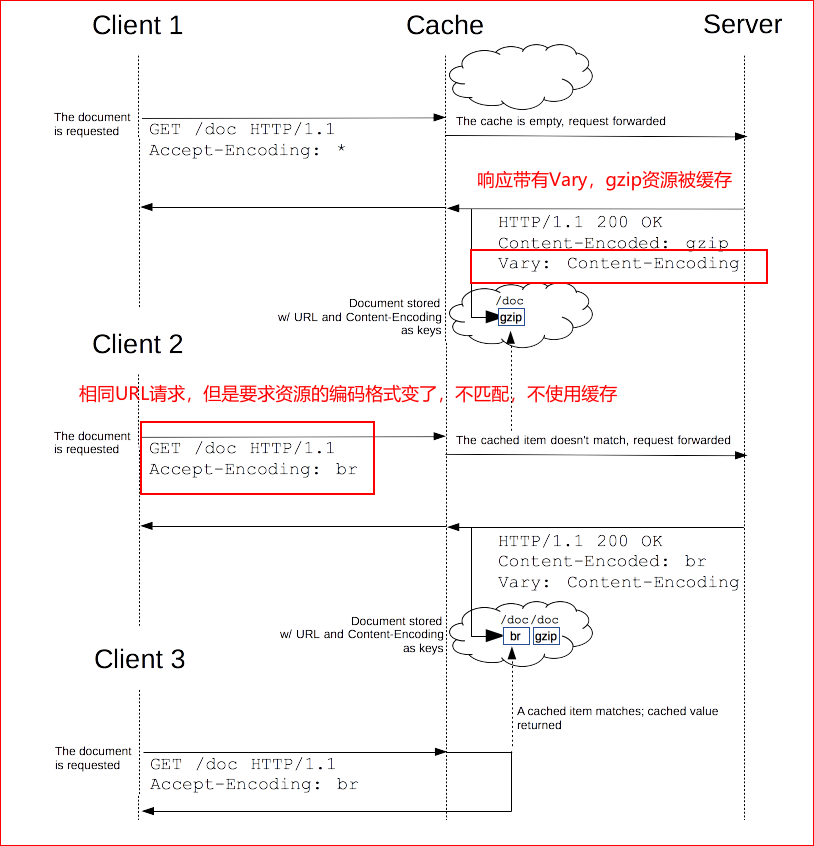 Client 1
Cache
Server
The document
is requested
GET /doc HTTP/1.1
Accept-Encoding: *
The cache is empty, request forwarded
响应带有Vary，gzip资源被缓存
HTTP/1.1 200 OK
Content-Encoded: gzip
Vary: Content-Encoding
Document stored
w/ URL and Content-Encoding
as keys
/doc
gzip
Client 2
相同URL请求，但是要求资源的编码格式变了，不匹配，不使用缓存
The document
is requested
GET /doc HTTP/1.1
Accept-Encoding: br
The cached item doesn't match, request forwarded
HTTP/1.1 200 OK
Content-Encoded: br
Vary: Content-Encoding
Document stored
w/ URL and Content-Encoding
as keys
/doc /doc
br gzip
Client 3
A cached item matches; cached value
returned
The document
is requested
GET /doc HTTP/1.1
Accept-Encoding: br